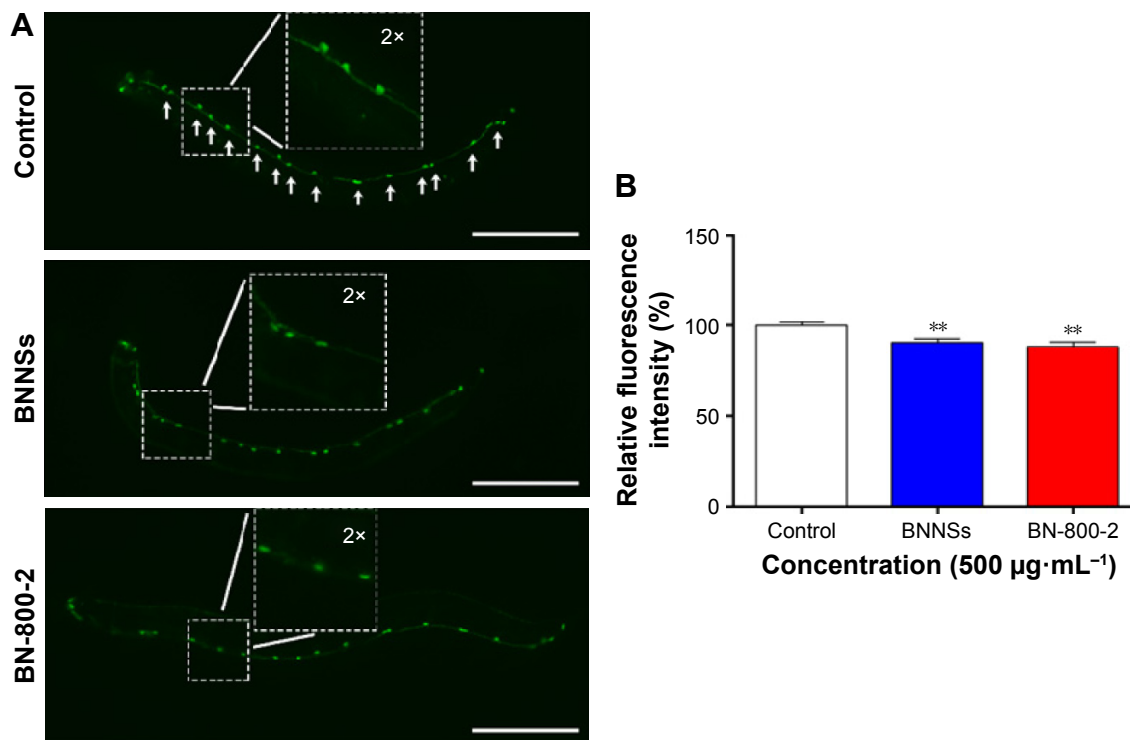 A
Control
2×
BNNSs
2×
BN-800-2
2×
B
Relative fluorescence
intensity (%)
150
100
50
0
**
**
Control
BNNSs
BN-800-2
Concentration (500 µg·mL⁻¹)